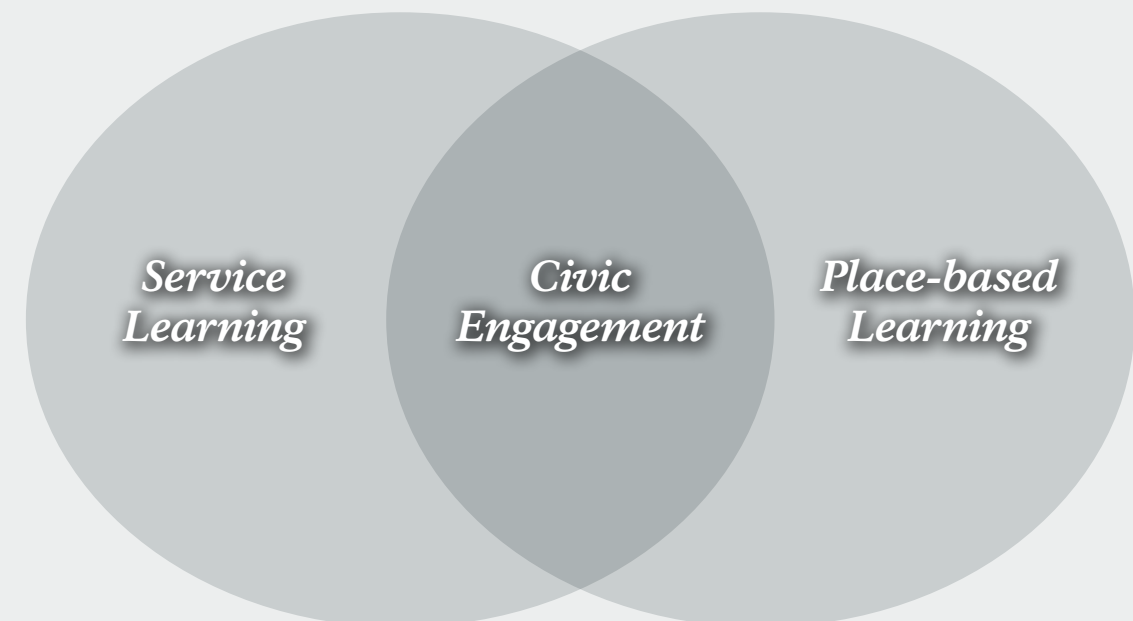 Service
Learning
Civic
Engagement
Place-based
Learning